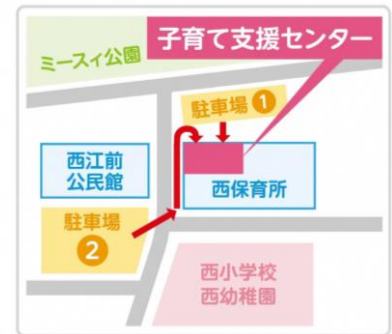 子育て支援センター
ミースィ公園
駐車場 ❶
西江前
公民館
西保育所
駐車場
❷
西小学校
西幼稚園